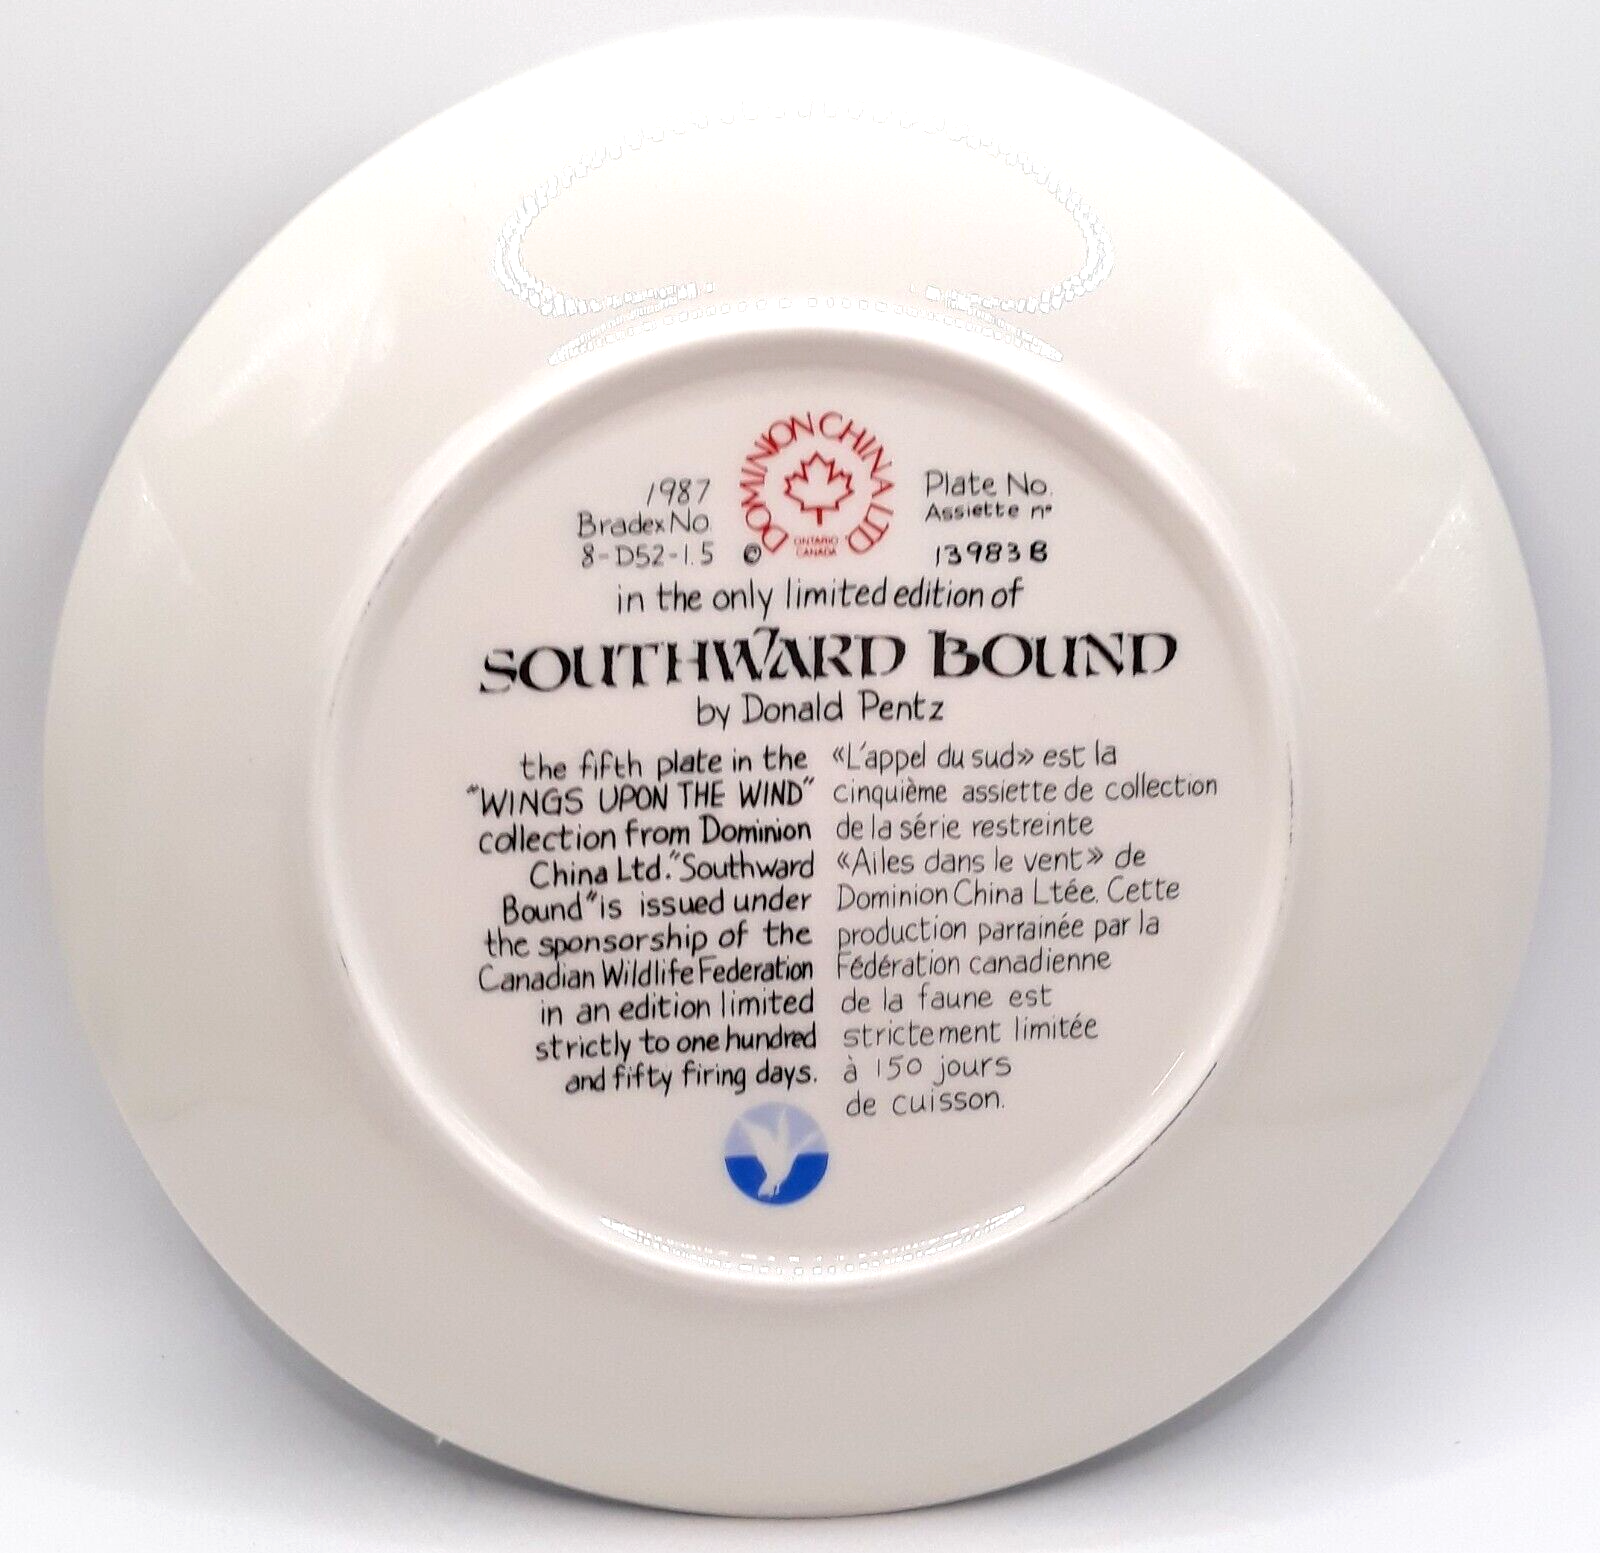 1987
Bradex No.
8-D52-1.5
©
DOMINION CHINA LTD.
ONTARIO
CANADA
Plate No.
Assiette nº
13983B
in the only limited edition of
SOUTHWARD BOUND
by Donald Pentz
the fifth plate in the
"WINGS UPON THE WIND"
collection from Dominion
China Ltd. "Southward
Bound" is issued under
the sponsorship of the
Canadian Wildlife Federation
in an edition limited
strictly to one hundred
and fifty firing days.
«L'appel du sud» est la
cinquième assiette de collection
de la série restreinte
«Ailes dans le vent» de
Dominion China Ltée. Cette
production parrainée par la
Fédération canadienne
de la faune est
strictement limitée
à 150 jours
de cuisson.